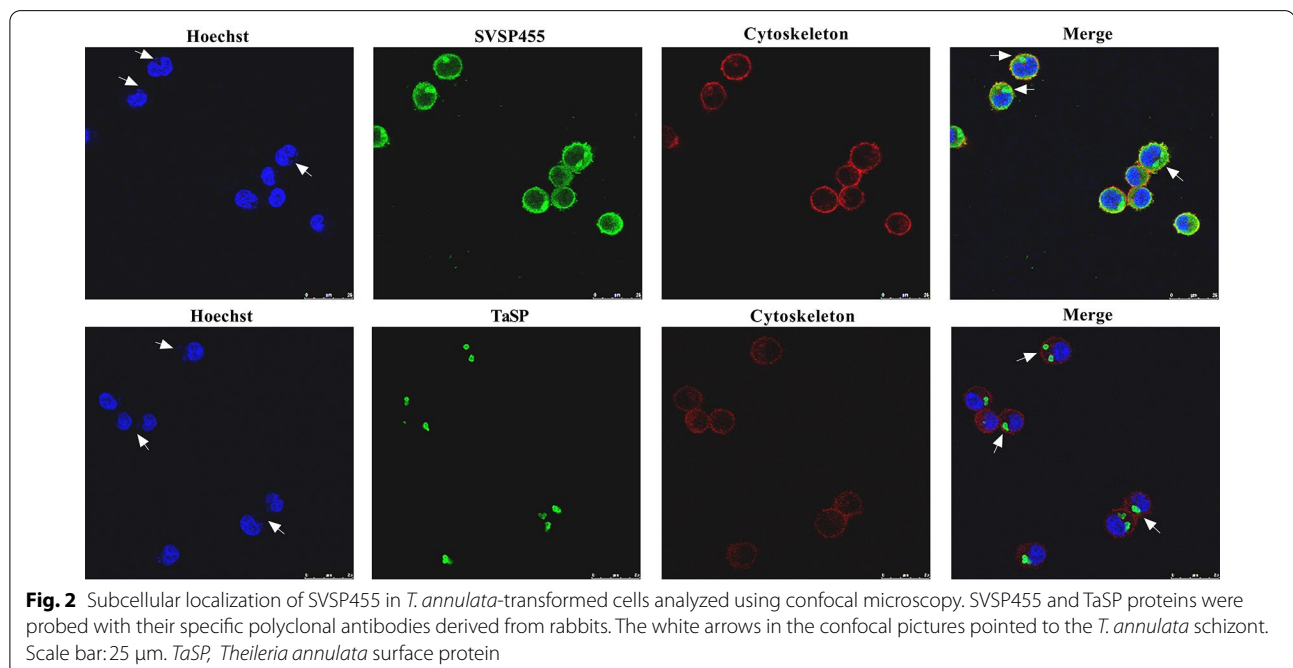 Hoechst SVSP455 Cytoskeleton Merge
Hoechst TaSP Cytoskeleton Merge
Fig. 2 Subcellular localization of SVSP455 in T. annulata-transformed cells analyzed using confocal microscopy. SVSP455 and TaSP proteins were
probed with their specific polyclonal antibodies derived from rabbits. The white arrows in the confocal pictures pointed to the T. annulata schizont.
Scale bar: 25 μm. TaSP, Theileria annulata surface protein